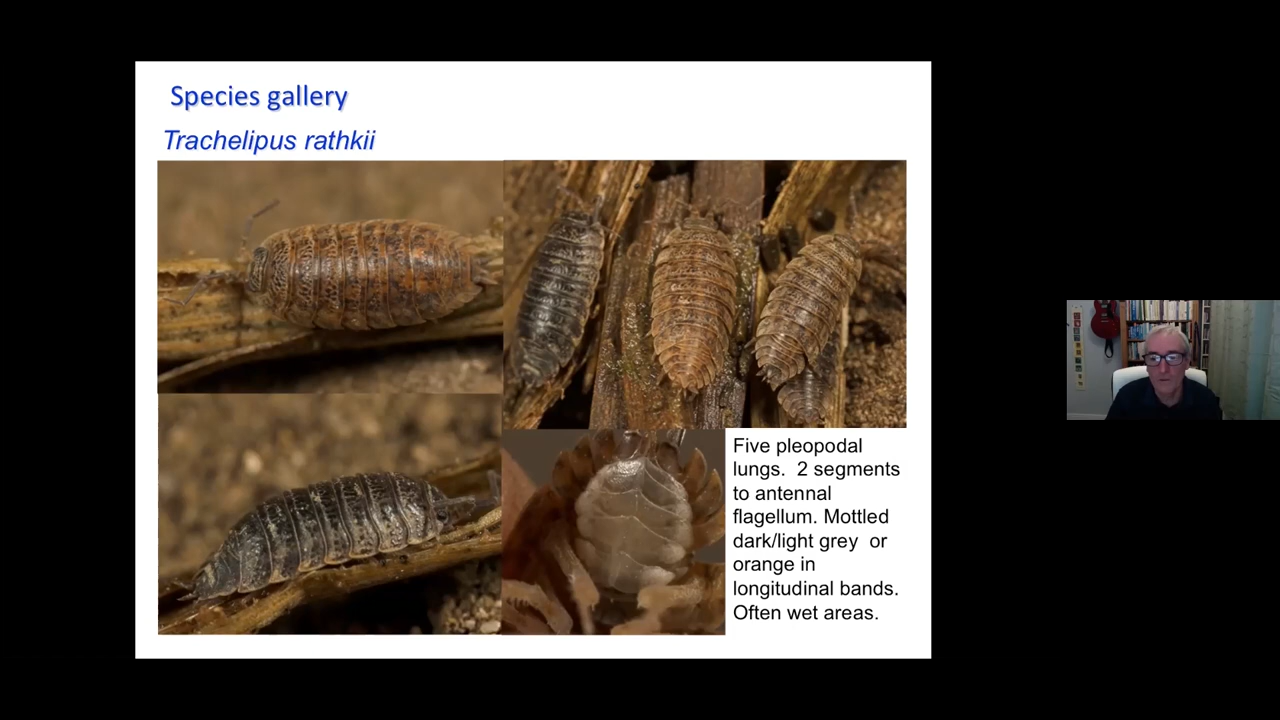 Species gallery
Trachelipus rathkii
Five pleopodal
lungs. 2 segments
to antennal
flagellum. Mottled
dark/light grey or
orange in
longitudinal bands.
Often wet areas.